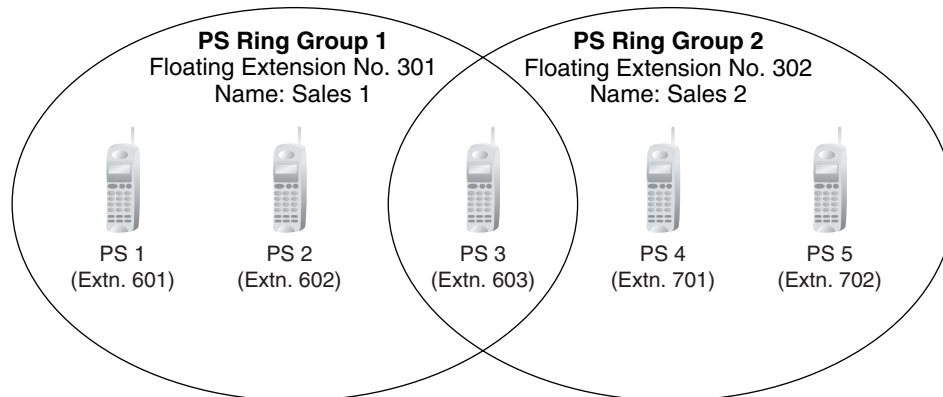 PS Ring Group 1
Floating Extension No. 301
Name: Sales 1
PS Ring Group 2
Floating Extension No. 302
Name: Sales 2
PS 1
(Extn. 601)
PS 2
(Extn. 602)
PS 3
(Extn. 603)
PS 4
(Extn. 701)
PS 5
(Extn. 702)